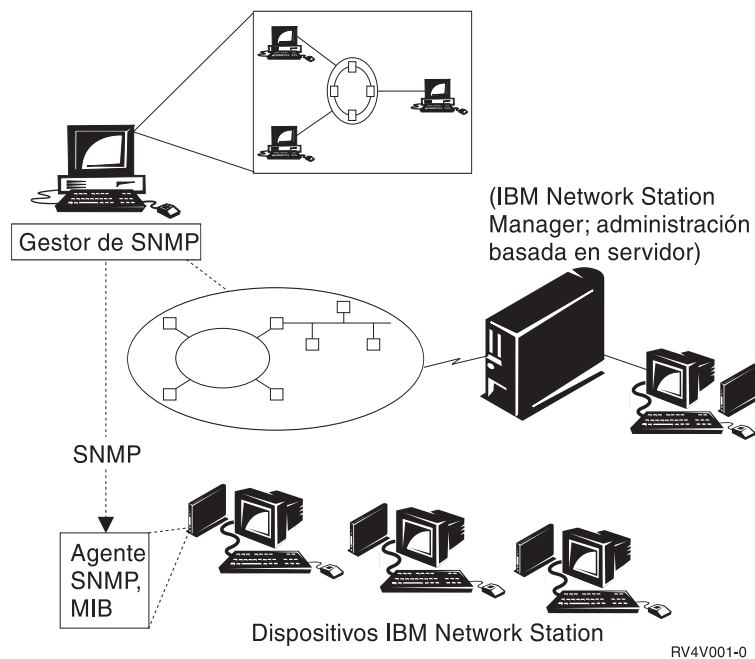 (IBM Network Station
Manager; administración
basada en servidor)
Gestor de SNMP
SNMP
Agente
SNMP,
MIB
Dispositivos IBM Network Station
RV4V001-0